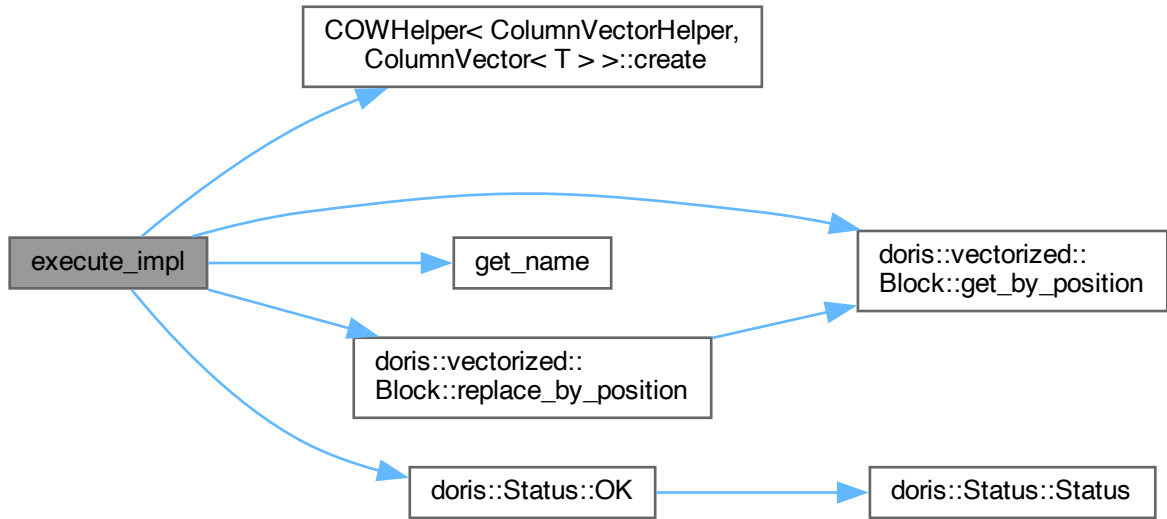 COWHelper< ColumnVectorHelper,
ColumnVector< T > >::create
execute_impl
get_name
doris::vectorized::
Block::get_by_position
doris::vectorized::
Block::replace_by_position
doris::Status::OK
doris::Status::Status